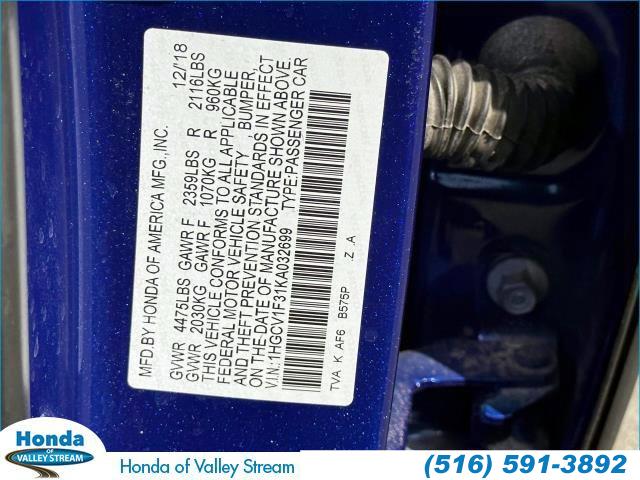 MFD.BY HONDA OF AMERICA MFG.,INC. 12/18
GVWR 4475LBS GAWR F 2359LBS R 2116LBS
GVWR 2030KG GAWR F 1070KG R 960KG
THIS VEHICLE CONFORMS TO ALL APPLICABLE
FEDERAL MOTOR VEHICLE SAFETY , BUMPER,
AND THEFT PREVENTION STANDARDS IN EFFECT
ON THE-DATE OF MANUFACTURE SHOWN ABOVE.
V.I.N.:1HGCV1F31KA032699 TYPE:PASSENGER CAR
TVA K AF6 B575P .Z .A
Honda
OF
VALLEY STREAM
Honda of Valley Stream
(516) 591-3892